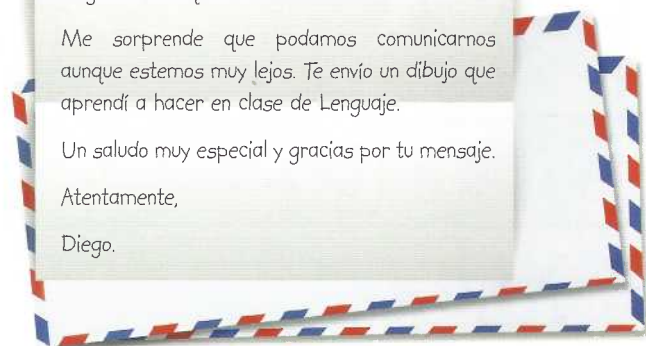 Me sorprende que podamos comunicarnos
aunque estemos muy lejos. Te envío un dibujo que
aprendí a hacer en clase de Lenguaje.
Un saludo muy especial y gracias por tu mensaje.
Atentamente,
Diego.